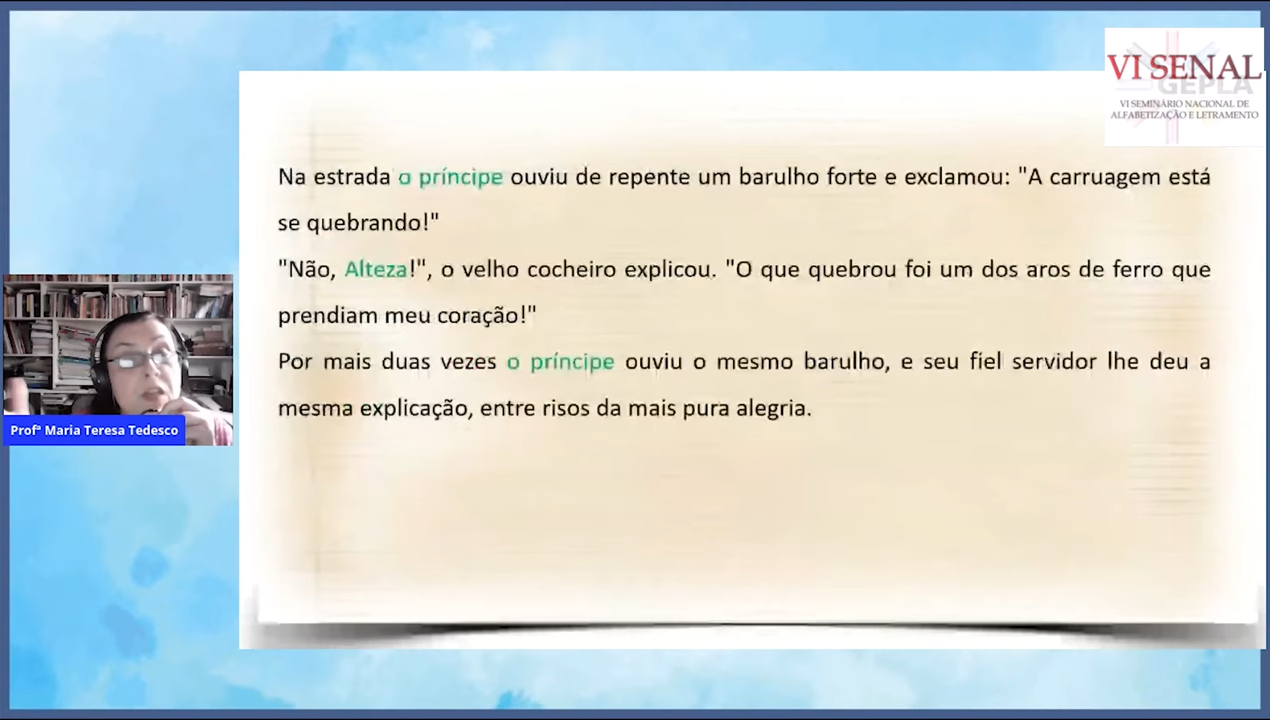 VI SENAL
GEPLA
VI SEMINÁRIO NACIONAL DE
ALFABETIZAÇÃO E LETRAMENTO
Na estrada o príncipe ouviu de repente um barulho forte e exclamou: "A carruagem está
se quebrando!"
"Não, Alteza!", o velho cocheiro explicou. "O que quebrou foi um dos aros de ferro que
prendiam meu coração!"
Por mais duas vezes o príncipe ouviu o mesmo barulho, e seu fiel servidor lhe deu a
mesma explicação, entre risos da mais pura alegria.
Profª Maria Teresa Tedesco